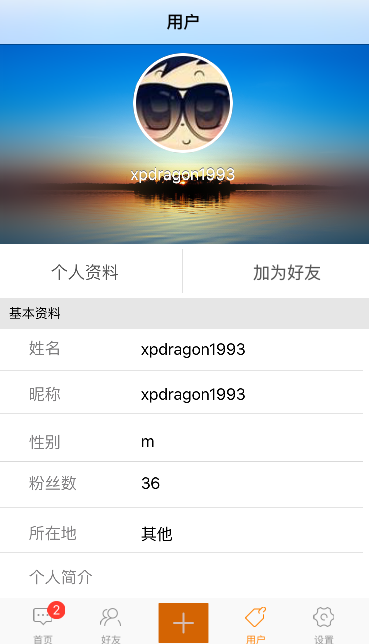 用户
xpdragon1993
个人资料
加为好友
基本资料
姓名 xpdragon1993
昵称 xpdragon1993
性别 m
粉丝数 36
所在地 其他
个人简介
2
首页 好友 用户 设置